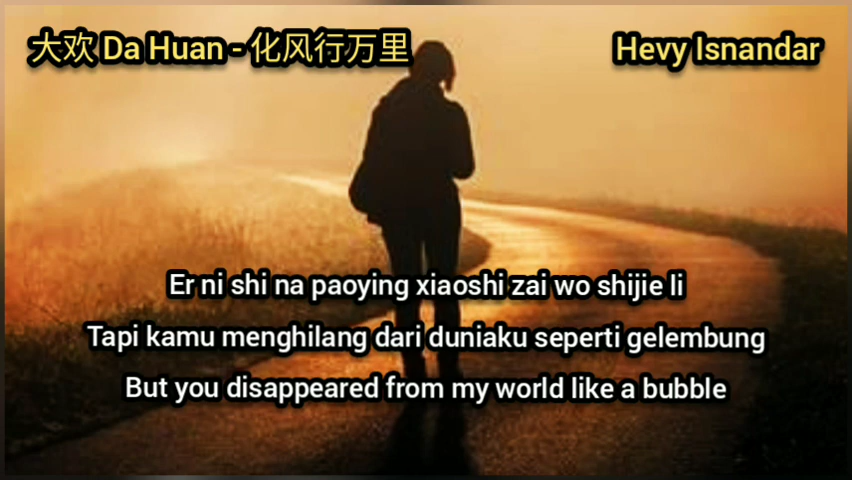 大欢 Da Huan - 化风行万里
Hevy Isnandar
Er ni shi na paoying xiaoshi zai wo shijie li
Tapi kamu menghilang dari duniaku seperti gelembung
But you disappeared from my world like a bubble